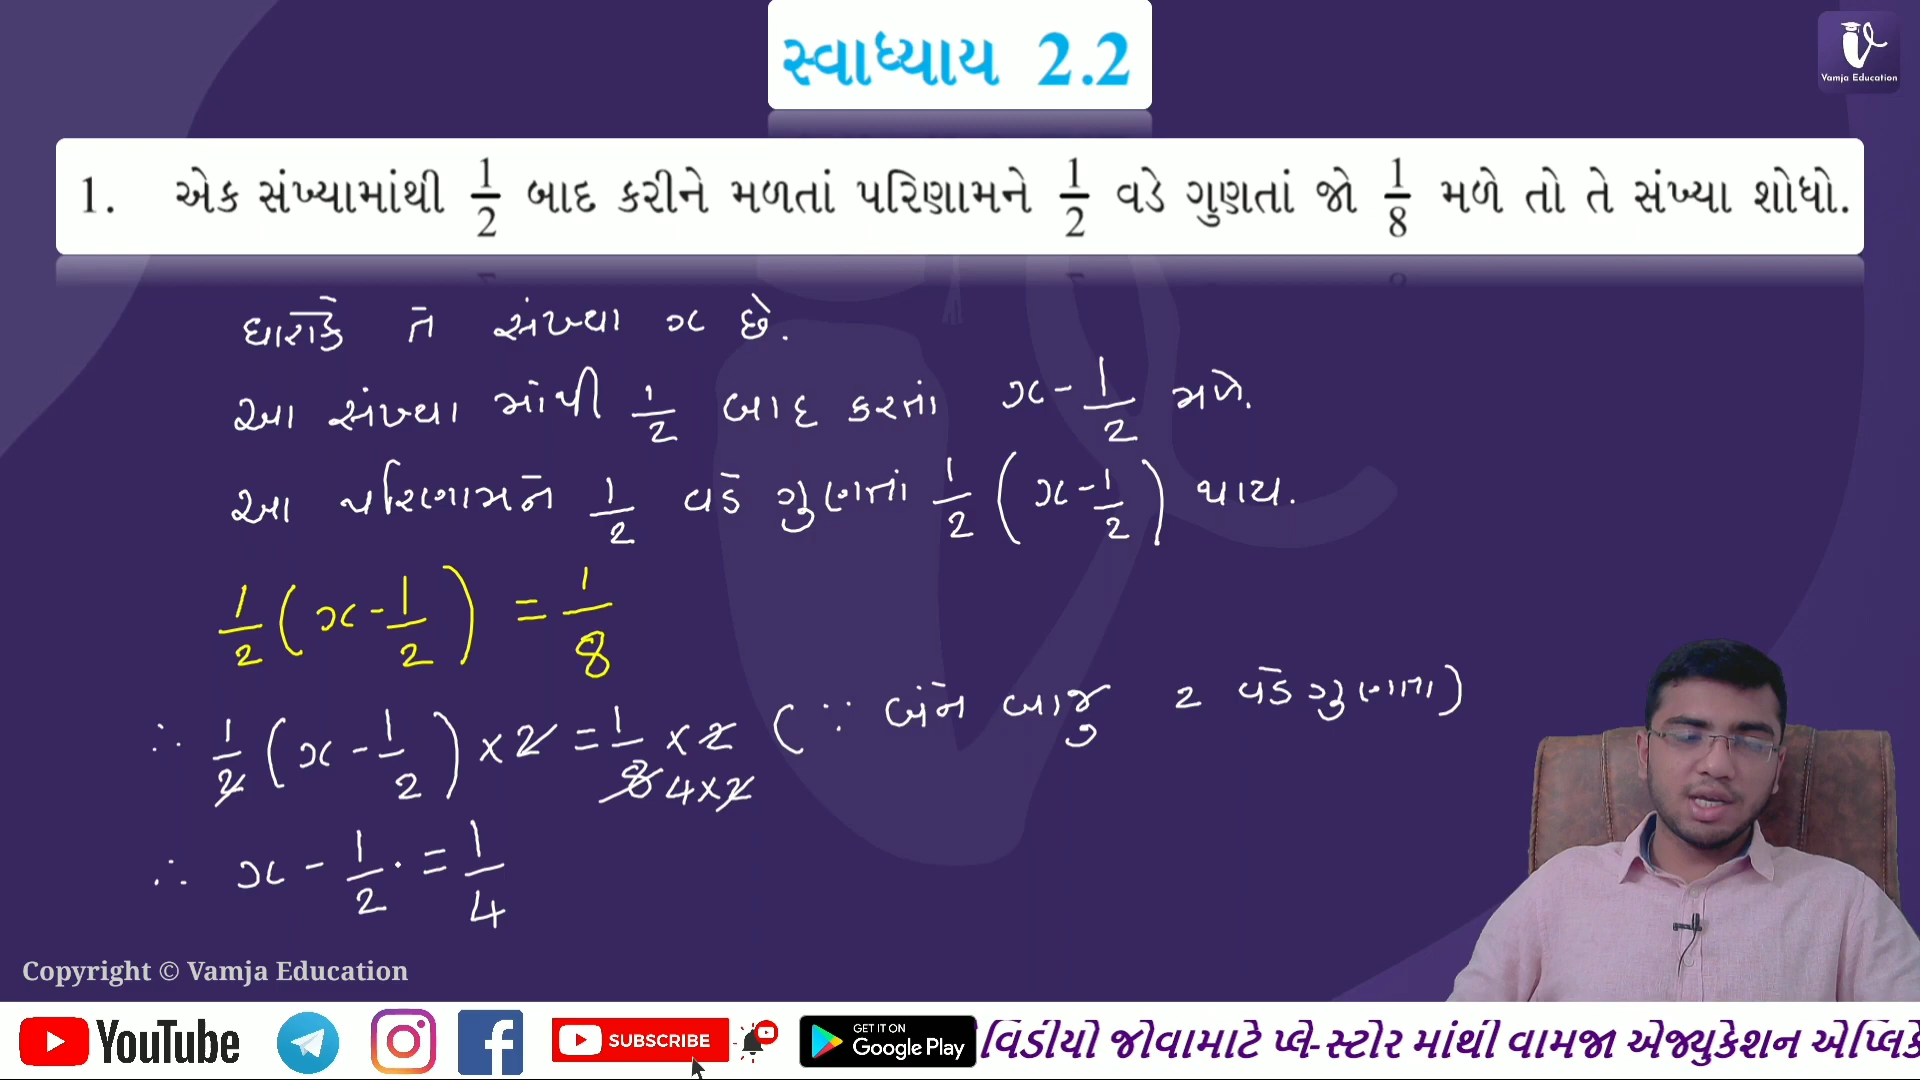 સ્વાધ્યાય 2.2
Vamja Education
1. એક સંખ્યામાંથી 1/2 બાદ કરીને મળતાં પરિણામને 1/2 વડે ગુણતાં જો 1/8 મળે તો તે સંખ્યા શોધો.
ધારોકે તે સંખ્યા x છે.
આ સંખ્યા માંથી 1/2 બાદ કરતાં x - 1/2 મળે.
આ પરિણામને 1/2 વડે ગુણતાં 1/2 (x - 1/2) થાય.
1/2 (x - 1/2) = 1/8
∴ 1/2 (x - 1/2) × 2 = 1/8 × 2 (∵ બંને બાજુ 2 વડે ગુણતા)
4×2
∴ x - 1/2 . = 1/4
Copyright © Vamja Education
YouTube SUBSCRIBE GET IT ON Google Play વિડીયો જોવામાટે પ્લે-સ્ટોર માંથી વામજા એજ્યુકેશન